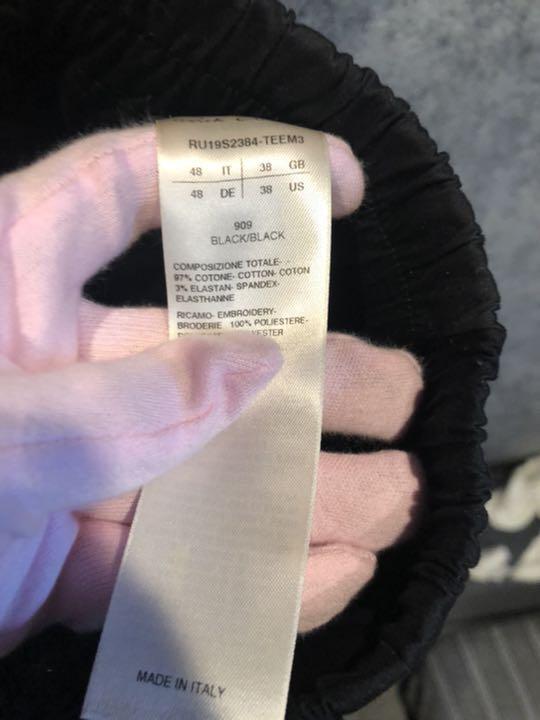 RU19S2384-TEEM3
48 IT 38 GB
48 DE 38 US
909
BLACK/BLACK
COMPOSIZIONE TOTALE-
97% COTONE- COTTON- COTON
3% ELASTAN- SPANDEX-
ELASTHANNE
RICAMO- EMBROIDERY-
BRODERIE 100% POLIESTERE-
MADE IN ITALY